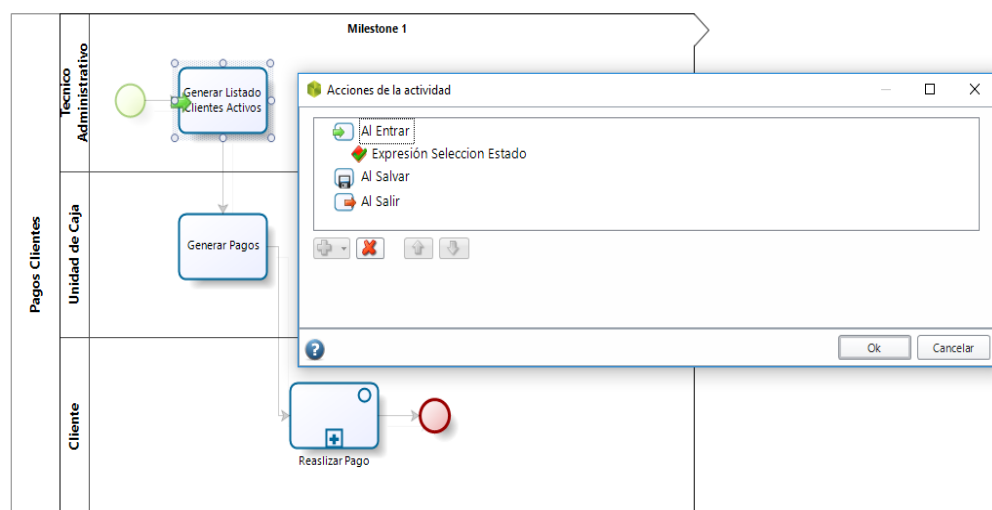 Milestone 1
Pagos Clientes
Tecnico
Administrativo
Generar Listado
Clientes Activos
Unidad de Caja
Generar Pagos
Cliente
Reaslizar Pago
Acciones de la actividad
Al Entrar
Expresión Seleccion Estado
Al Salvar
Al Salir
?
Ok
Cancelar